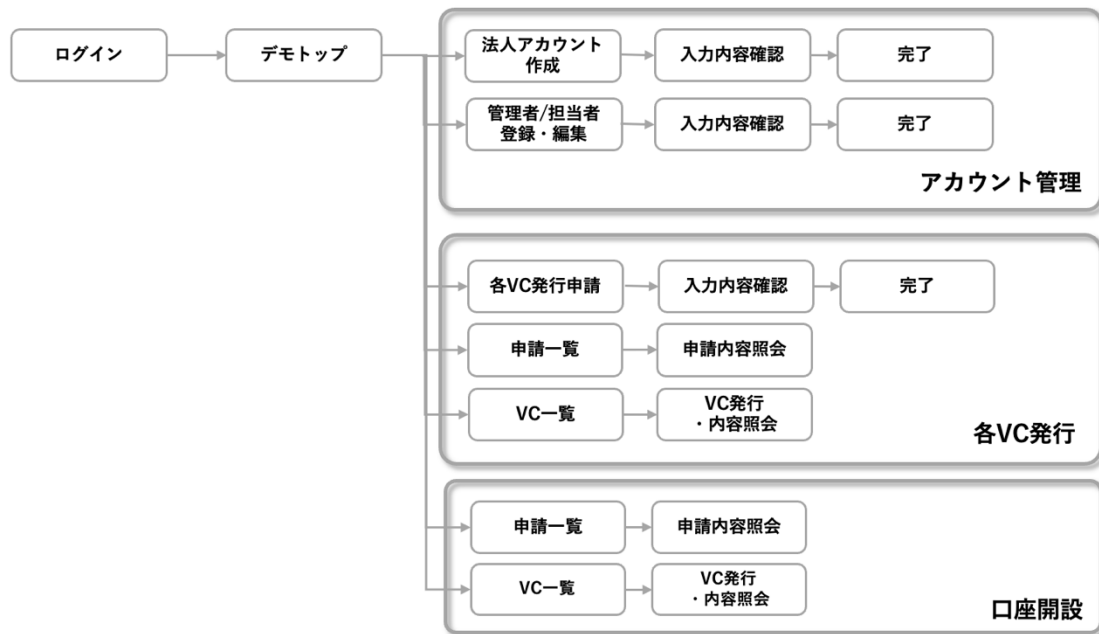 ログイン
デモトップ
法人アカウント
作成
入力内容確認
完了
管理者/担当者
登録・編集
入力内容確認
完了
アカウント管理
各VC発行申請
入力内容確認
完了
申請一覧
申請内容照会
VC一覧
VC発行
・内容照会
各VC発行
申請一覧
申請内容照会
VC一覧
VC発行
・内容照会
口座開設